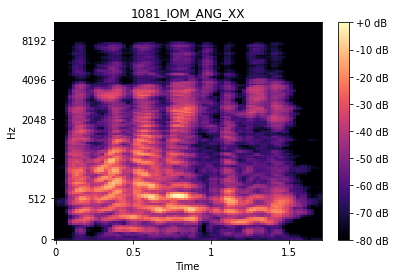 1081_IOM_ANG_XX
8192
4096
2048
1024
512
0
Hz
0
0.5
1
1.5
Time
+0 dB
-10 dB
-20 dB
-30 dB
-40 dB
-50 dB
-60 dB
-70 dB
-80 dB